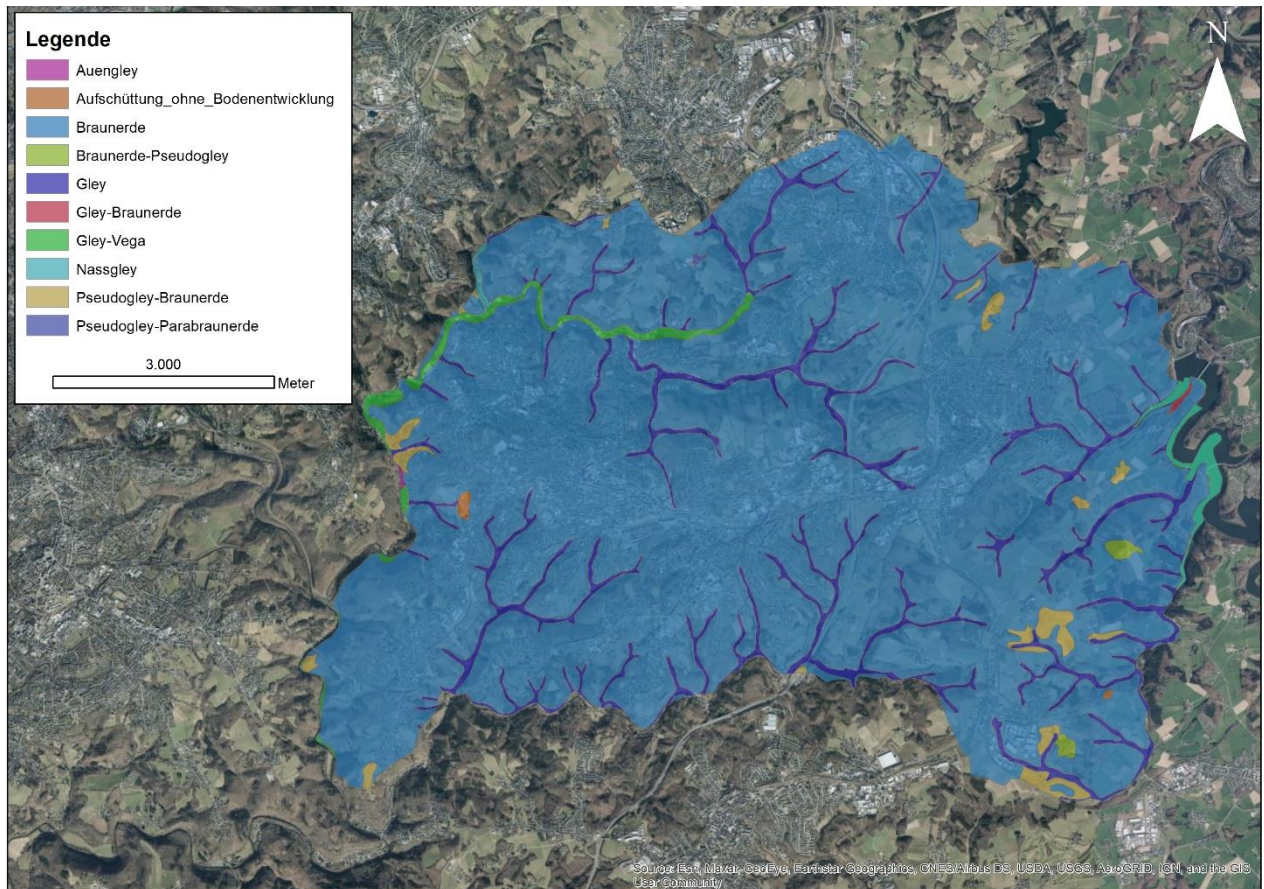 Legende
Auengley
Aufschüttung_ohne_Bodenentwicklung
Braunerde
Braunerde-Pseudogley
Gley
Gley-Braunerde
Gley-Vega
Nassgley
Pseudogley-Braunerde
Pseudogley-Parabraunerde
3.000
Meter
N
Source: Esri, Maxar, GeoEye, Earthstar Geographics, CNES/Airbus DS, USDA, USGS, AeroGRID, IGN, and the GIS
User Community